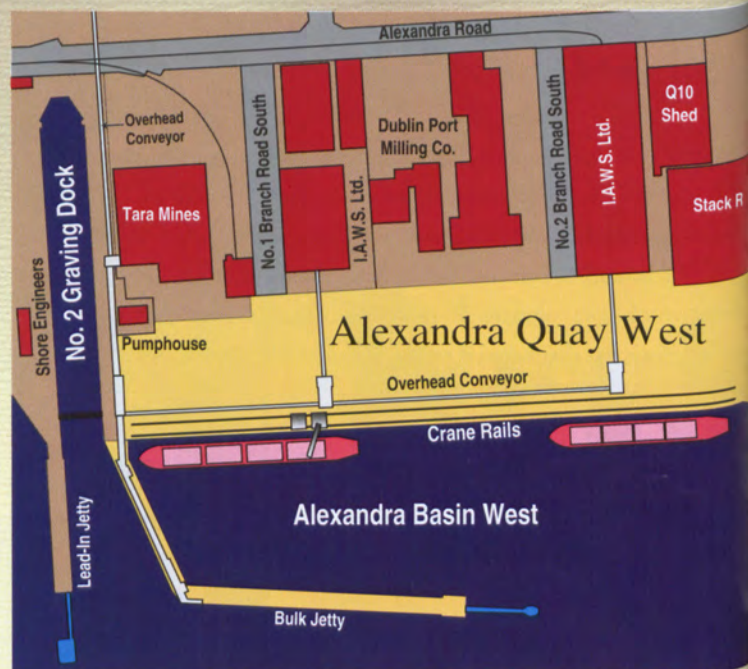 Alexandra Road
Overhead
Conveyor
No. 2 Graving Dock
Shore Engineers
Tara Mines
Pumphouse
No.1 Branch Road South
I.A.W.S. Ltd.
Dublin Port
Milling Co.
No.2 Branch Road South
I.A.W.S. Ltd.
Q10
Shed
Stack R
Alexandra Quay West
Overhead Conveyor
Crane Rails
Alexandra Basin West
Lead-In Jetty
Bulk Jetty